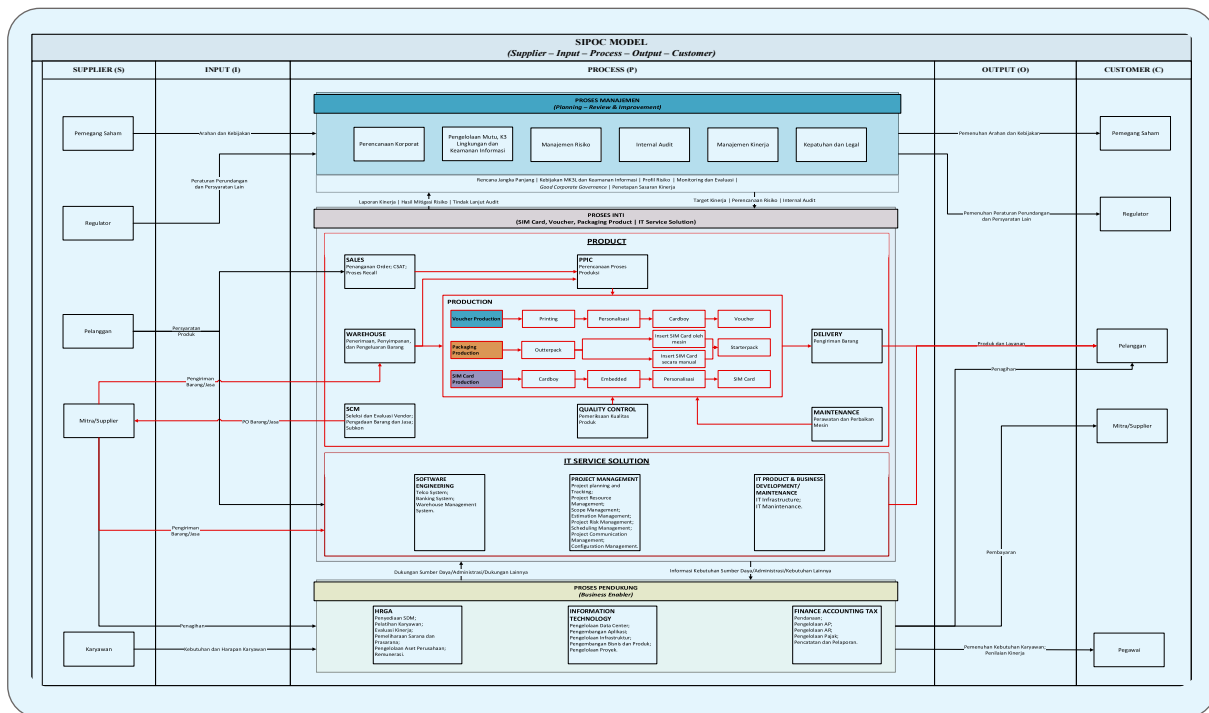 SIPOC MODEL
(Supplier – Input – Process – Output – Customer)
SUPPLIER (S)
INPUT (I)
PROCESS (P)
OUTPUT (O)
CUSTOMER (C)
PROSES MANAJEMEN
(Planning – Review & Improvement)
Pemegang Saham
Arahan dan Kebijakan
Perencanaan Korporat
Pengelolaan Mutu, K3
Lingkungan dan
Keamanan Informasi
Manajemen Risiko
Internal Audit
Manajemen Kinerja
Kepatuhan dan Legal
Pemenuhan Arahan dan Kebijakan
Pemegang Saham
Peraturan Perundangan
dan Persyaratan Lain
Rencana Jangka Panjang | Kebijakan MK3L dan Keamanan Informasi | Profil Risiko | Monitoring dan Evaluasi |
Good Corporate Governance | Penetapan Sasaran Kinerja
Laporan Kinerja | Hasil Mitigasi Risiko | Tindak Lanjut Audit
Target Kinerja | Perencanaan Risiko | Internal Audit
Regulator
Pemenuhan Peraturan Perundangan
dan Persyaratan Lain
Regulator
PROSES INTI
(SIM Card, Voucher, Packaging Product | IT Service Solution)
PRODUCT
SALES
Penanganan Order; CSAT;
Proses Recall
PPIC
Perencanaan Proses
Produksi
PRODUCTION
Voucher Production
Printing
Personalisasi
Cardboy
Voucher
Pelanggan
Persyaratan
Produk
WAREHOUSE
Penerimaan, Penyimpanan,
dan Pengeluaran Barang
Packaging
Production
Outterpack
Insert SIM Card oleh
mesin
Insert SIM Card
secara manual
Starterpack
DELIVERY
Pengiriman Barang
Produk dan Layanan
Pelanggan
Penagihan
Pengiriman
Barang/Jasa
SIM Card
Production
Cardboy
Embedded
Personalisasi
SIM Card
Mitra/Supplier
PO Barang/Jasa
SCM
Seleksi dan Evaluasi Vendor;
Pengadaan Barang dan Jasa;
Subkon
QUALITY CONTROL
Pemeriksaan Kualitas
Produk
MAINTENANCE
Perawatan dan Perbaikan
Mesin
Mitra/Supplier
IT SERVICE SOLUTION
SOFTWARE
ENGINEERING
Telco System;
Banking System;
Warehouse Management
System.
PROJECT MANAGEMENT
Project planning and
Tracking;
Project Resource
Management;
Scope Management;
Estimation Management;
Project Risk Management;
Scheduling Management;
Project Communication
Management;
Configuration Management.
IT PRODUCT & BUSINESS
DEVELOPMENT/
MAINTENANCE
IT Infrastructure;
IT Maintenance.
Pengiriman
Barang/Jasa
Pembayaran
Dukungan Sumber Daya/Administrasi/Dukungan Lainnya
Informasi Kebutuhan Sumber Daya/Administrasi/Kebutuhan Lainnya
PROSES PENDUKUNG
(Business Enabler)
Penagihan
HRGA
Penyediaan SDM;
Pelatihan Karyawan;
Evaluasi Kinerja;
Pemeliharaan Sarana dan
Prasarana;
Pengelolaan Aset Perusahaan;
Remunerasi.
INFORMATION
TECHNOLOGY
Pengelolaan Data Center;
Pengembangan Aplikasi;
Pengelolaan Infrastruktur;
Pengembangan Bisnis dan Produk;
Pengelolaan Proyek.
FINANCE ACCOUNTING TAX
Pendanaan;
Pengelolaan AP;
Pengelolaan AR;
Pengelolaan Pajak;
Pencatatan dan Pelaporan.
Karyawan
Kebutuhan dan Harapan Karyawan
Pemenuhan Kebutuhan Karyawan;
Penilaian Kinerja
Pegawai